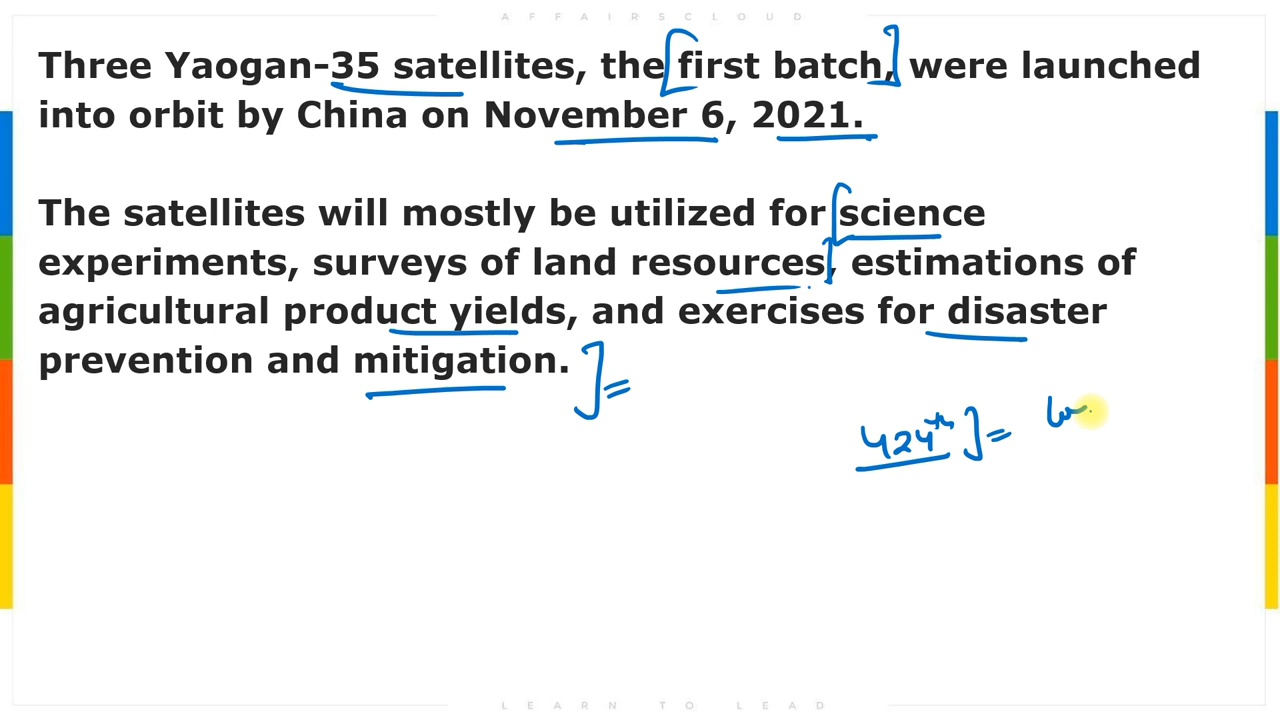 AFFAIRSCLOUD
Three Yaogan-35 satellites, the first batch, were launched
into orbit by China on November 6, 2021.
The satellites will mostly be utilized for science
experiments, surveys of land resources, estimations of
agricultural product yields, and exercises for disaster
prevention and mitigation.
424th
LEARN TO LEAD